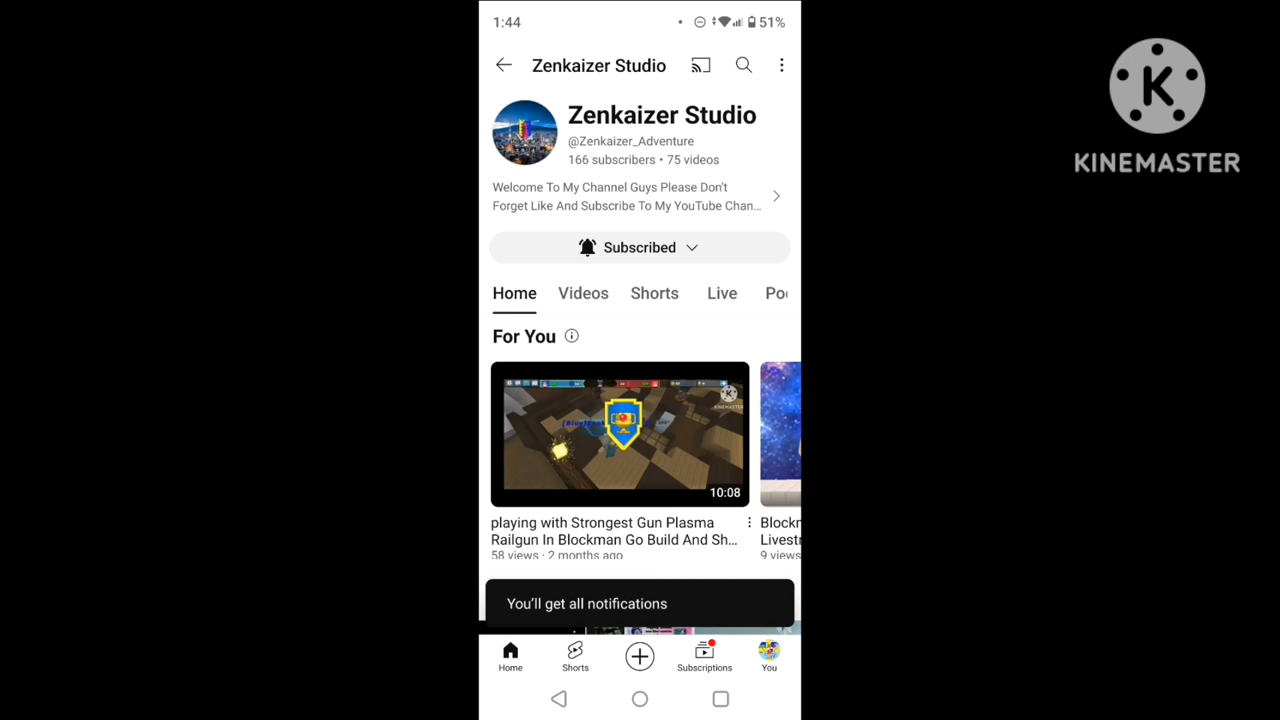 1:44
51%
Zenkaizer Studio
K
KINEMASTER
Zenkaizer Studio
@Zenkaizer_Adventure
166 subscribers • 75 videos
Welcome To My Channel Guys Please Don't
Forget Like And Subscribe To My YouTube Chan...
Subscribed
Home Videos Shorts Live Po
For You
KINEMASTER
10:08
playing with Strongest Gun Plasma
Railgun In Blockman Go Build And Sh...
58 views · 2 months ago
9 views
You'll get all notifications
Home Shorts Subscriptions You